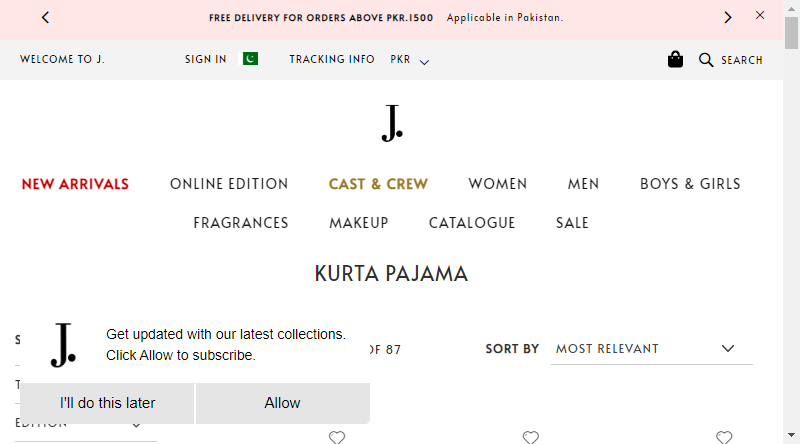 FREE DELIVERY FOR ORDERS ABOVE PKR.1500 Applicable in Pakistan.
WELCOME TO J. SIGN IN TRACKING INFO PKR SEARCH
J.
NEW ARRIVALS ONLINE EDITION CAST & CREW WOMEN MEN BOYS & GIRLS
FRAGRANCES MAKEUP CATALOGUE SALE
KURTA PAJAMA
J.
Get updated with our latest collections.
Click Allow to subscribe.
OF 87 SORT BY MOST RELEVANT
I'll do this later Allow
EDITION